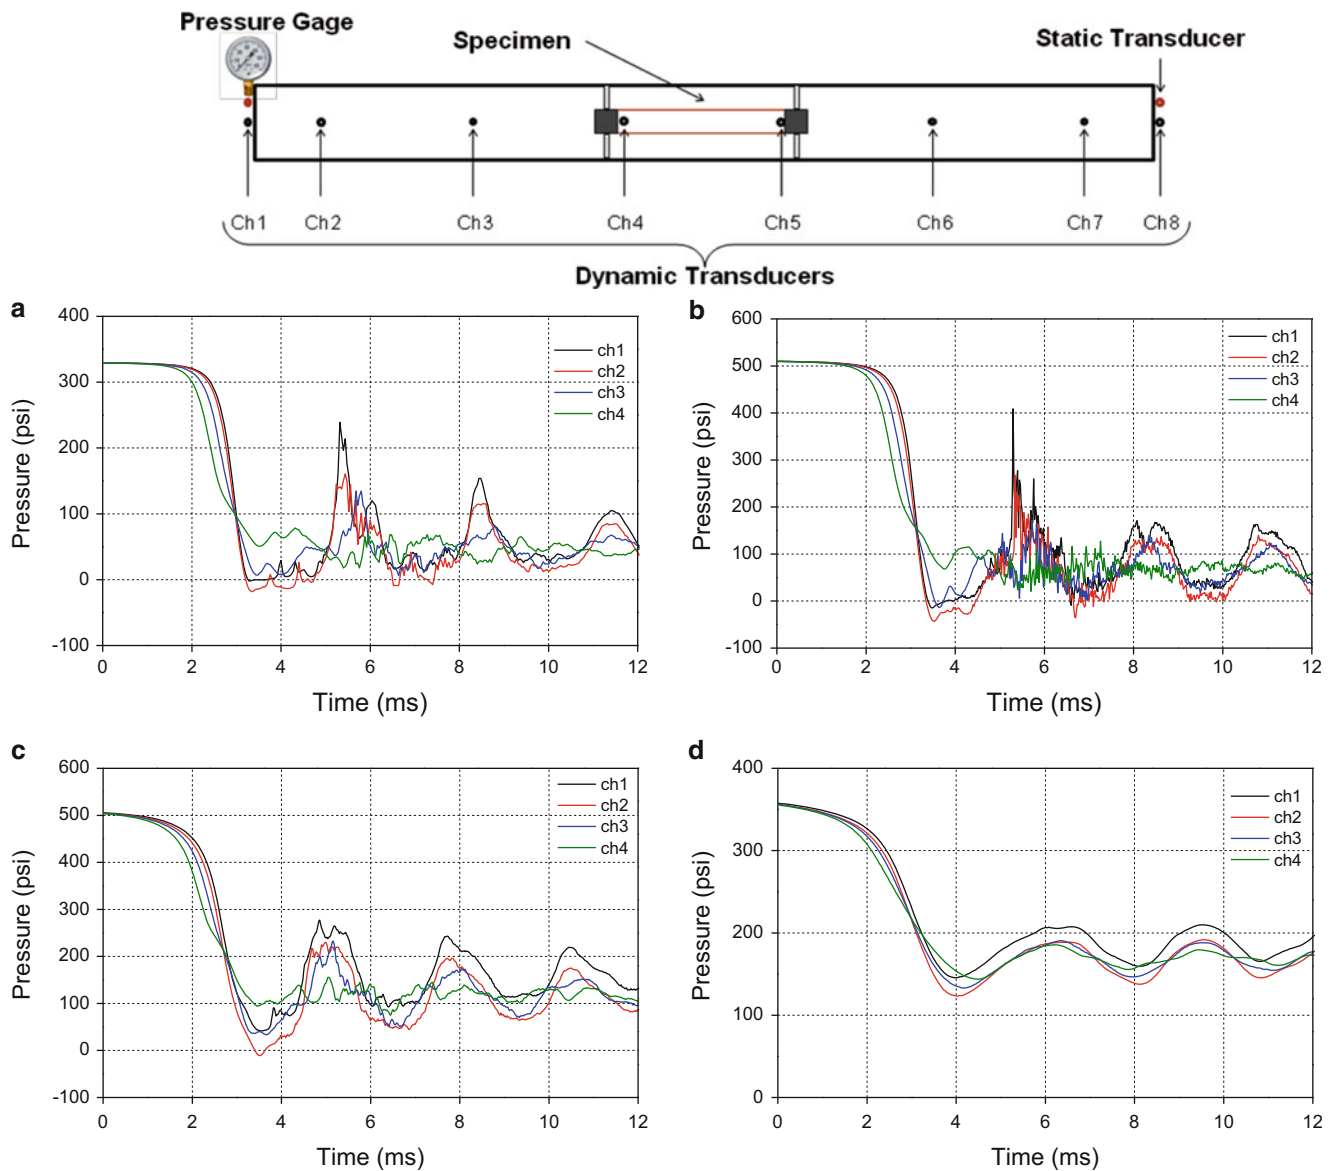 Pressure Gage
Specimen
Static Transducer
Ch1 Ch2 Ch3 Ch4 Ch5 Ch6 Ch7 Ch8
Dynamic Transducers
a
400
300
200
100
0
-100
0 2 4 6 8 10 12
Pressure (psi)
Time (ms)
ch1
ch2
ch3
ch4
b
600
500
400
300
200
100
0
-100
0 2 4 6 8 10 12
Pressure (psi)
Time (ms)
ch1
ch2
ch3
ch4
c
600
500
400
300
200
100
0
-100
0 2 4 6 8 10 12
Pressure (psi)
Time (ms)
ch1
ch2
ch3
ch4
d
400
300
200
100
0
0 2 4 6 8 10 12
Pressure (psi)
Time (ms)
ch1
ch2
ch3
ch4